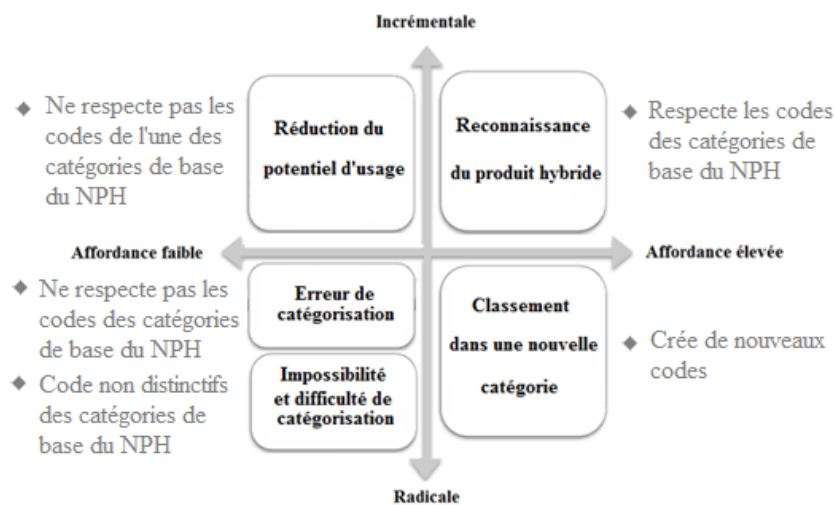 Incrémentale
◆ Ne respecte pas les
codes de l'une des
catégories de base
du NPH
Réduction du
potentiel d'usage
Reconnaissance
du produit hybride
◆ Respecte les codes
des catégories de
base du NPH
Affordance faible
Affordance élevée
◆ Ne respecte pas les
codes des catégories
de base du NPH
◆ Code non distinctifs
des catégories de
base du NPH
Erreur de
catégorisation
Impossibilité
et difficulté de
catégorisation
Classement
dans une nouvelle
catégorie
◆ Crée de nouveaux
codes
Radicale